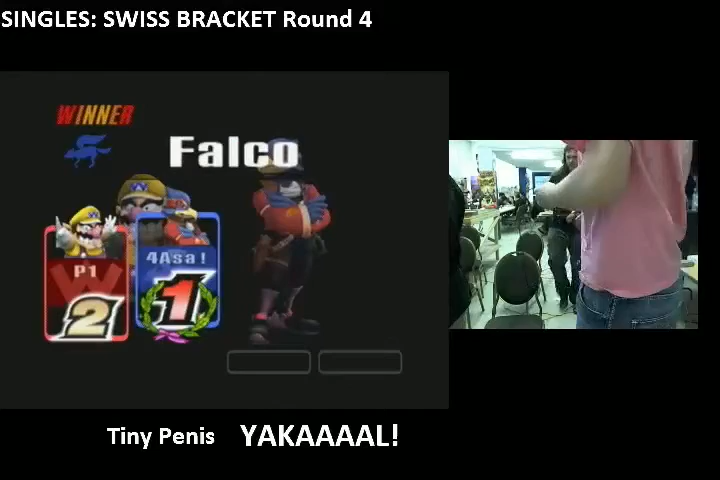 SINGLES: SWISS BRACKET Round 4
WINNER
Falco
P1
4Asa!
2
1
Tiny Penis YAKAAAAL!